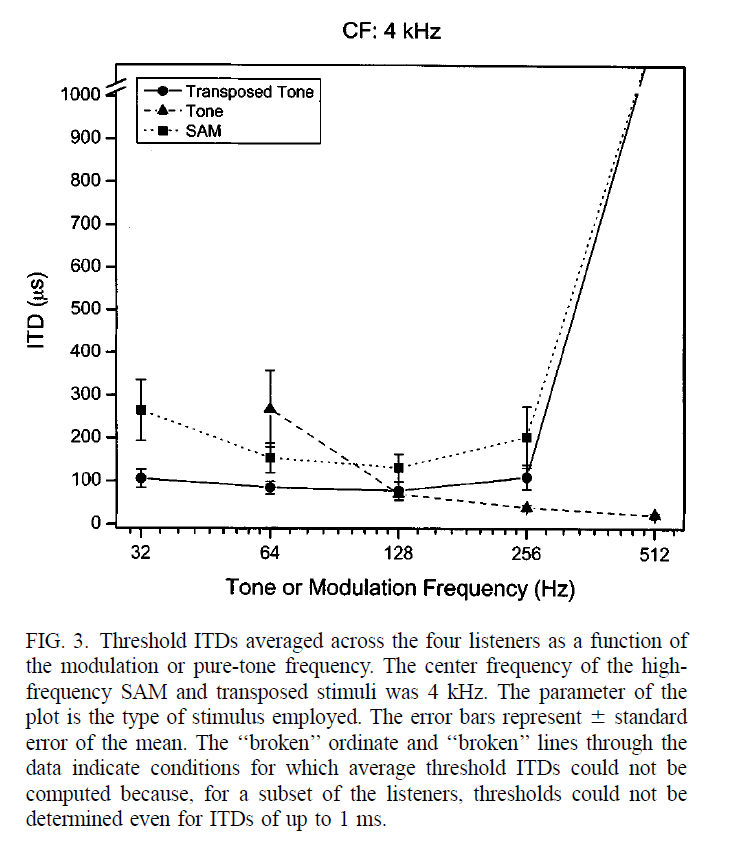 CF: 4 kHz
1000
900
800
700
600
500
400
300
200
100
0
ITD (µs)
Transposed Tone
Tone
SAM
32
64
128
256
512
Tone or Modulation Frequency (Hz)
FIG. 3. Threshold ITDs averaged across the four listeners as a function of
the modulation or pure-tone frequency. The center frequency of the high-
frequency SAM and transposed stimuli was 4 kHz. The parameter of the
plot is the type of stimulus employed. The error bars represent ± standard
error of the mean. The ‘‘broken’’ ordinate and ‘‘broken’’ lines through the
data indicate conditions for which average threshold ITDs could not be
computed because, for a subset of the listeners, thresholds could not be
determined even for ITDs of up to 1 ms.